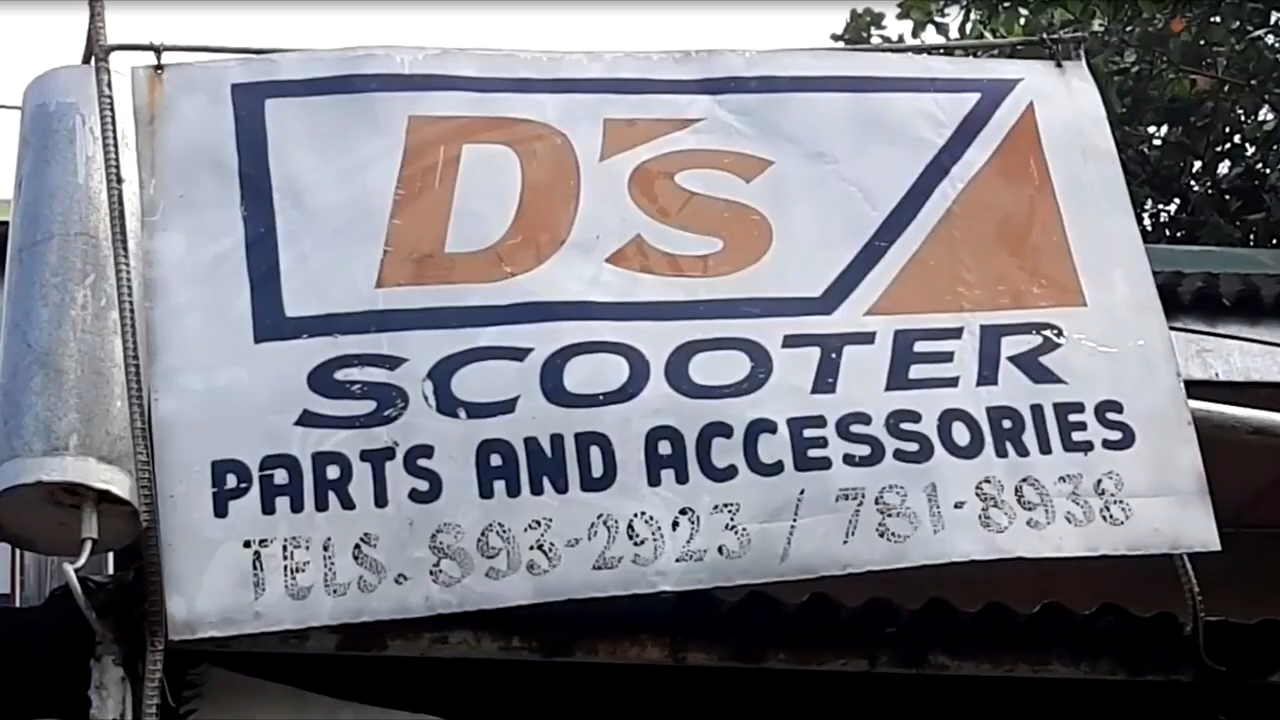 D's
SCOOTER
PARTS AND ACCESSORIES
TELS. 893-2923 / 781-8938